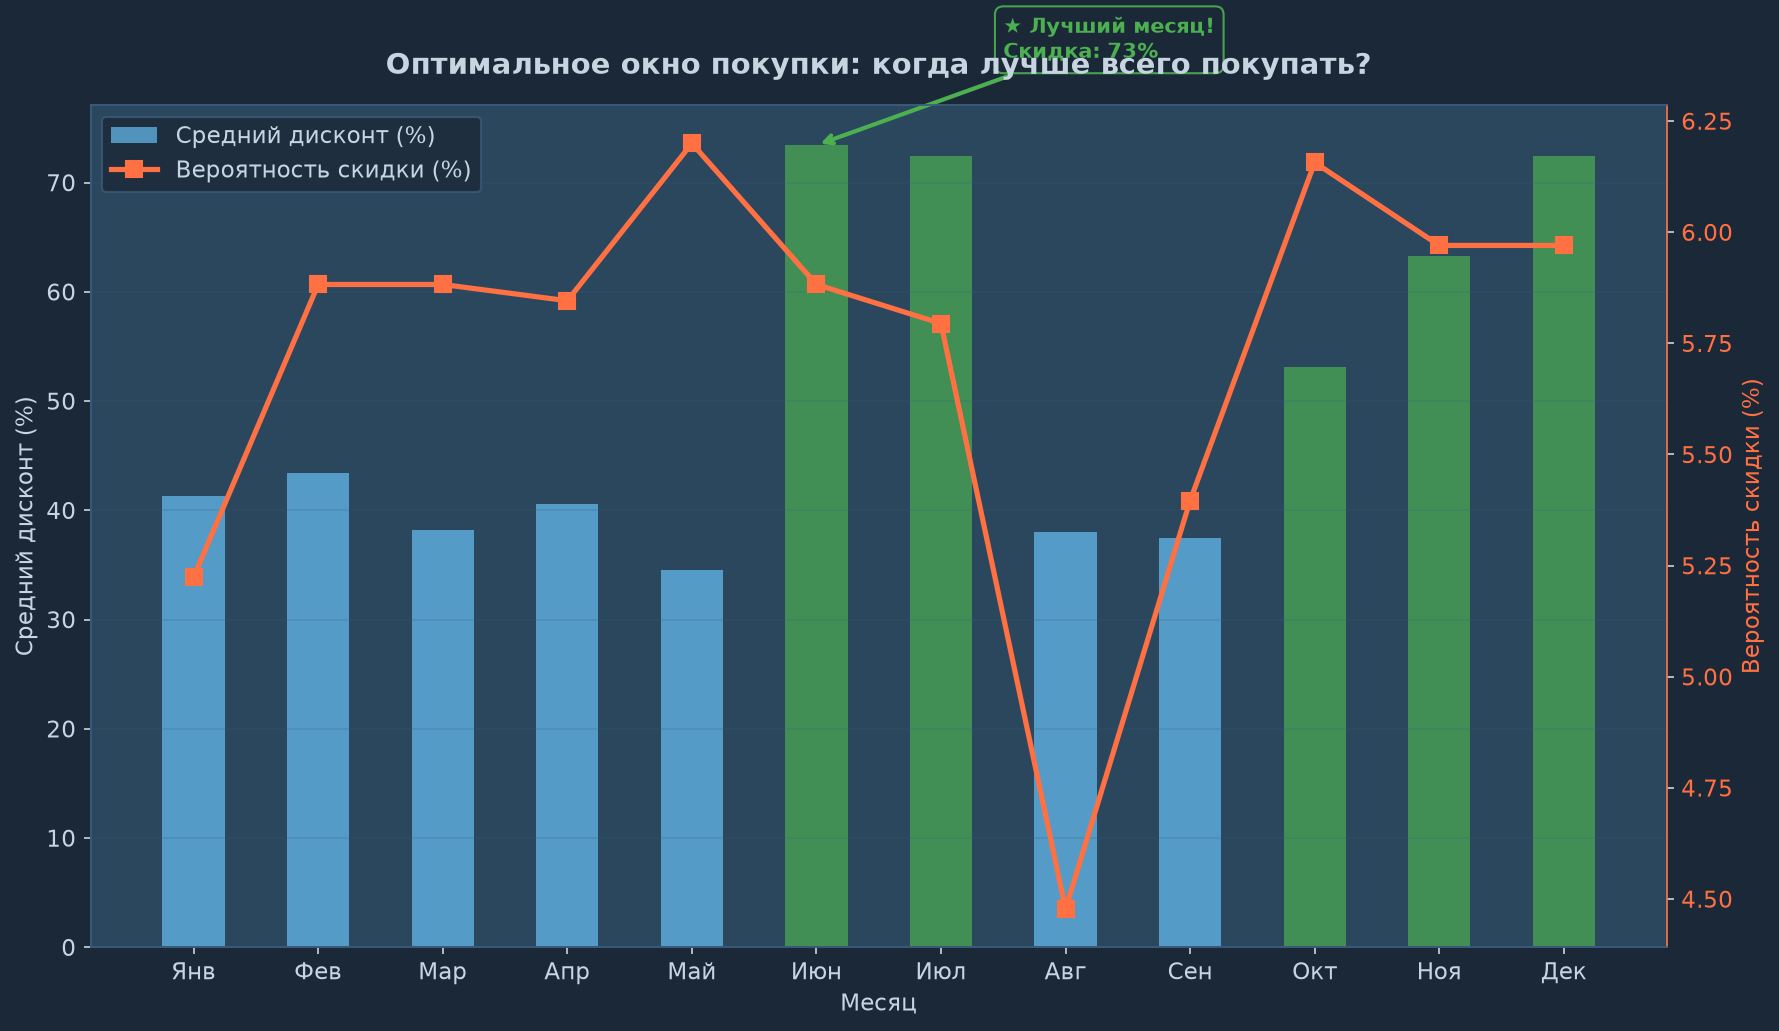 ★ Лучший месяц!
Скидка: 73%
Оптимальное окно покупки: когда лучше всего покупать?
Средний дисконт (%)
Вероятность скидки (%)
Средний дисконт (%)
70
60
50
40
30
20
10
0
6.25
6.00
5.75
5.50
5.25
5.00
4.75
4.50
Вероятность скидки (%)
Янв Фев Мар Апр Май Июн Июл Авг Сен Окт Ноя Дек
Месяц